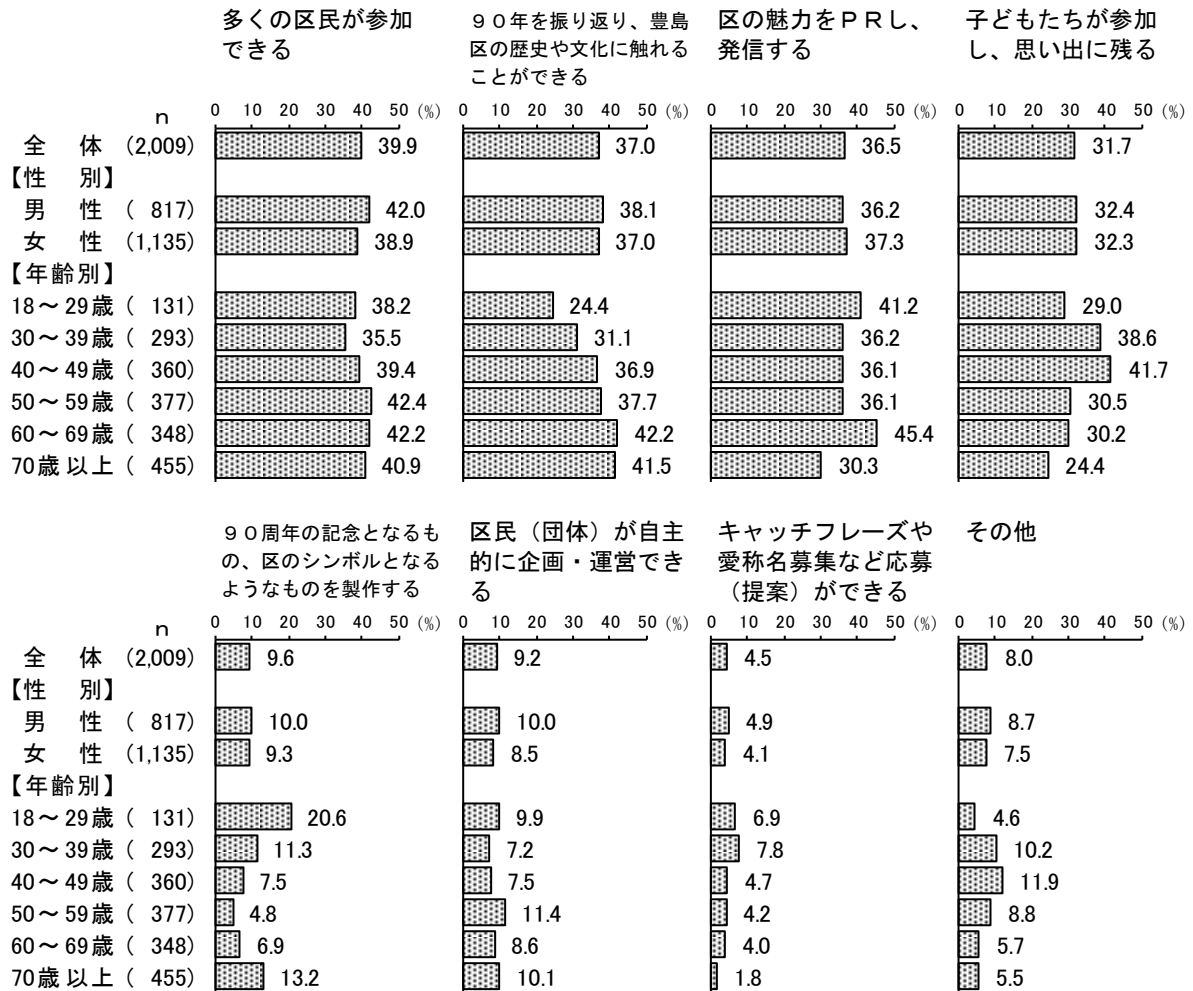 多くの区民が参加
できる
９０年を振り返り、豊島
区の歴史や文化に触れる
ことができる
区の魅力をＰＲし、
発信する
子どもたちが参加
し、思い出に残る
ｎ
0 10 20 30 40 50 (%) 0 10 20 30 40 50 (%) 0 10 20 30 40 50 (%) 0 10 20 30 40 50 (%)
全　体 (2,009) 39.9 37.0 36.5 31.7
【性　別】
男　性 ( 817) 42.0 38.1 36.2 32.4
女　性 (1,135) 38.9 37.0 37.3 32.3
【年齢別】
18～29歳 ( 131) 38.2 24.4 41.2 29.0
30～39歳 ( 293) 35.5 31.1 36.2 38.6
40～49歳 ( 360) 39.4 36.9 36.1 41.7
50～59歳 ( 377) 42.4 37.7 36.1 30.5
60～69歳 ( 348) 42.2 42.2 45.4 30.2
70歳以上 ( 455) 40.9 41.5 30.3 24.4
９０周年の記念となるも
の、区のシンボルとなる
ようなものを製作する
区民（団体）が自主
的に企画・運営でき
る
キャッチフレーズや
愛称名募集など応募
（提案）ができる
その他
ｎ
0 10 20 30 40 50 (%) 0 10 20 30 40 50 (%) 0 10 20 30 40 50 (%) 0 10 20 30 40 50 (%)
全　体 (2,009) 9.6 9.2 4.5 8.0
【性　別】
男　性 ( 817) 10.0 10.0 4.9 8.7
女　性 (1,135) 9.3 8.5 4.1 7.5
【年齢別】
18～29歳 ( 131) 20.6 9.9 6.9 4.6
30～39歳 ( 293) 11.3 7.2 7.8 10.2
40～49歳 ( 360) 7.5 7.5 4.7 11.9
50～59歳 ( 377) 4.8 11.4 4.2 8.8
60～69歳 ( 348) 6.9 8.6 4.0 5.7
70歳以上 ( 455) 13.2 10.1 1.8 5.5